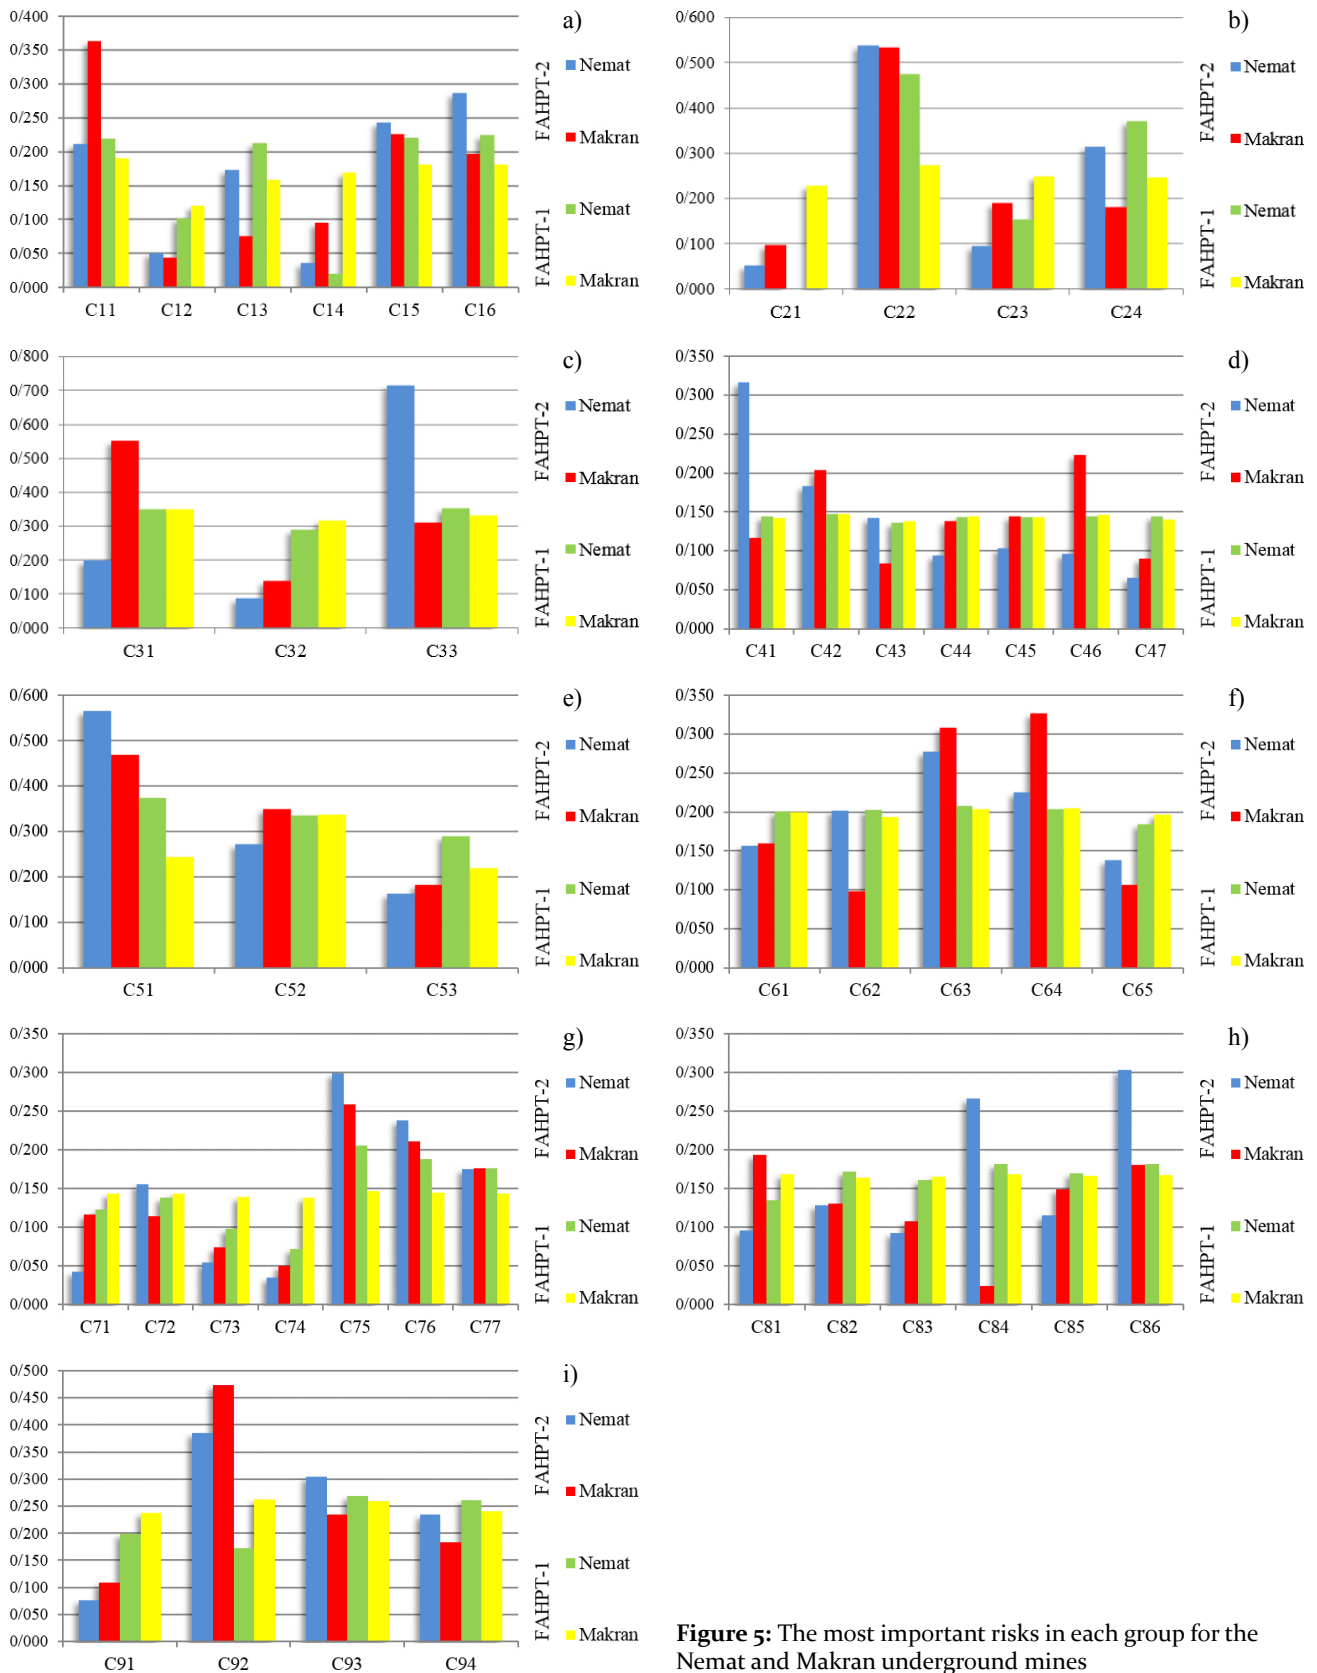 a)
0/400
0/350
0/300
0/250
0/200
0/150
0/100
0/050
0/000
C11 C12 C13 C14 C15 C16
FAHPT-2
Nemat
Makran
FAHPT-1
Nemat
Makran
b)
0/600
0/500
0/400
0/300
0/200
0/100
0/000
C21 C22 C23 C24
FAHPT-2
Nemat
Makran
FAHPT-1
Nemat
Makran
c)
0/800
0/700
0/600
0/500
0/400
0/300
0/200
0/100
0/000
C31 C32 C33
FAHPT-2
Nemat
Makran
FAHPT-1
Nemat
Makran
d)
0/350
0/300
0/250
0/200
0/150
0/100
0/050
0/000
C41 C42 C43 C44 C45 C46 C47
FAHPT-2
Nemat
Makran
FAHPT-1
Nemat
Makran
e)
0/600
0/500
0/400
0/300
0/200
0/100
0/000
C51 C52 C53
FAHPT-2
Nemat
Makran
FAHPT-1
Nemat
Makran
f)
0/350
0/300
0/250
0/200
0/150
0/100
0/050
0/000
C61 C62 C63 C64 C65
FAHPT-2
Nemat
Makran
FAHPT-1
Nemat
Makran
g)
0/350
0/300
0/250
0/200
0/150
0/100
0/050
0/000
C71 C72 C73 C74 C75 C76 C77
FAHPT-2
Nemat
Makran
FAHPT-1
Nemat
Makran
h)
0/350
0/300
0/250
0/200
0/150
0/100
0/050
0/000
C81 C82 C83 C84 C85 C86
FAHPT-2
Nemat
Makran
FAHPT-1
Nemat
Makran
i)
0/500
0/450
0/400
0/350
0/300
0/250
0/200
0/150
0/100
0/050
0/000
C91 C92 C93 C94
FAHPT-2
Nemat
Makran
FAHPT-1
Nemat
Makran
Figure 5: The most important risks in each group for the
Nemat and Makran underground mines